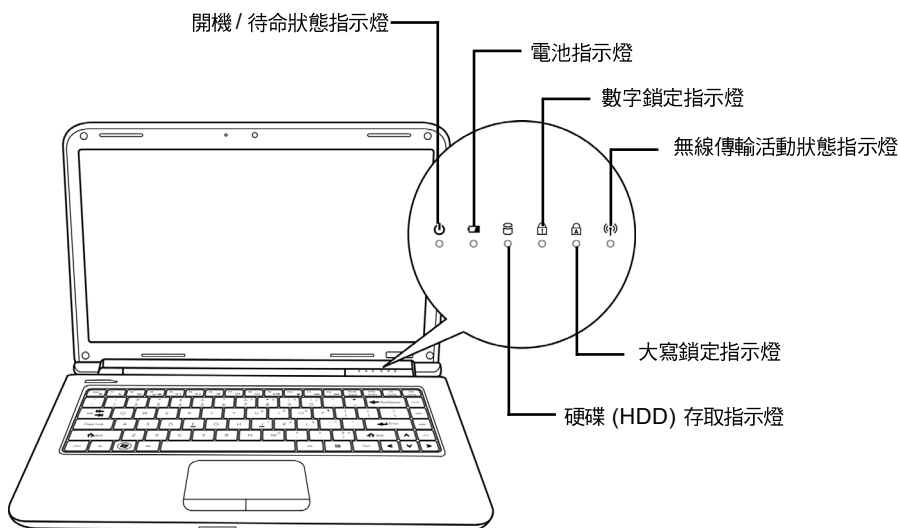 開機 / 待命狀態指示燈
電池指示燈
數字鎖定指示燈
無線傳輸活動狀態指示燈
大寫鎖定指示燈
硬碟 (HDD) 存取指示燈